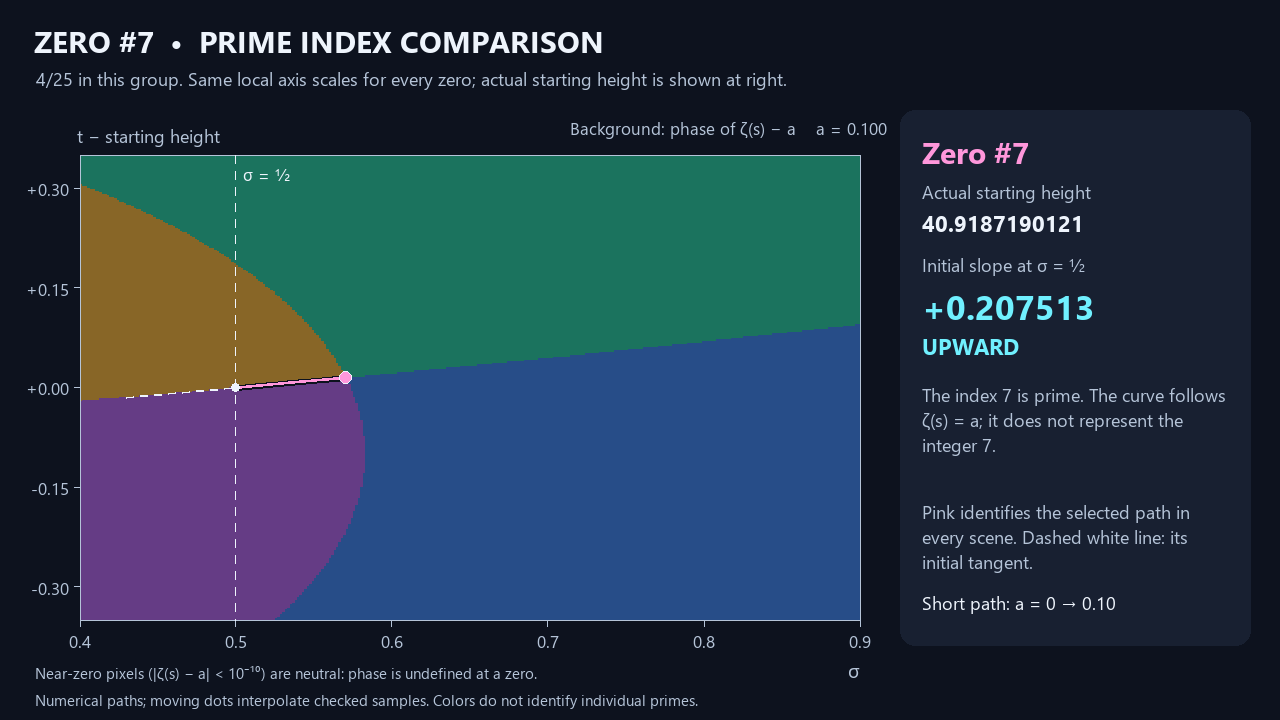 ZERO #7 • PRIME INDEX COMPARISON
4/25 in this group. Same local axis scales for every zero; actual starting height is shown at right.
t − starting height
Background: phase of ζ(s) − a a = 0.100
σ = ½
+0.30
+0.15
+0.00
-0.15
-0.30
0.4 0.5 0.6 0.7 0.8 0.9
σ
Zero #7
Actual starting height
40.9187190121
Initial slope at σ = ½
+0.207513
UPWARD
The index 7 is prime. The curve follows
ζ(s) = a; it does not represent the
integer 7.
Pink identifies the selected path in
every scene. Dashed white line: its
initial tangent.
Short path: a = 0 → 0.10
Near-zero pixels (|ζ(s) − a| < 10⁻¹⁰) are neutral: phase is undefined at a zero.
Numerical paths; moving dots interpolate checked samples. Colors do not identify individual primes.